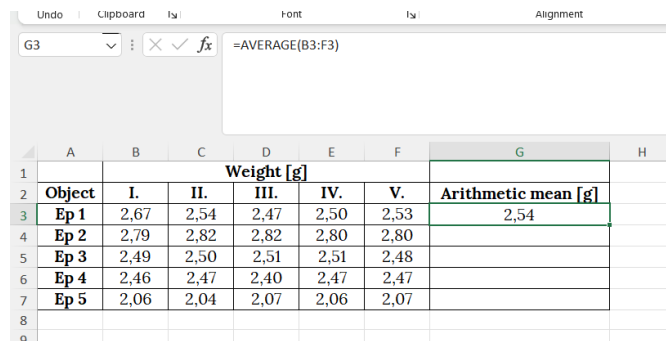 Undo Clipboard Font Alignment
G3 fx =AVERAGE(B3:F3)
A B C D E F G H
1 Weight [g]
2 Object I. II. III. IV. V. Arithmetic mean [g]
3 Ep 1 2,67 2,54 2,47 2,50 2,53 2,54
4 Ep 2 2,79 2,82 2,82 2,80 2,80
5 Ep 3 2,49 2,50 2,51 2,51 2,48
6 Ep 4 2,46 2,47 2,40 2,47 2,47
7 Ep 5 2,06 2,04 2,07 2,06 2,07
8
9